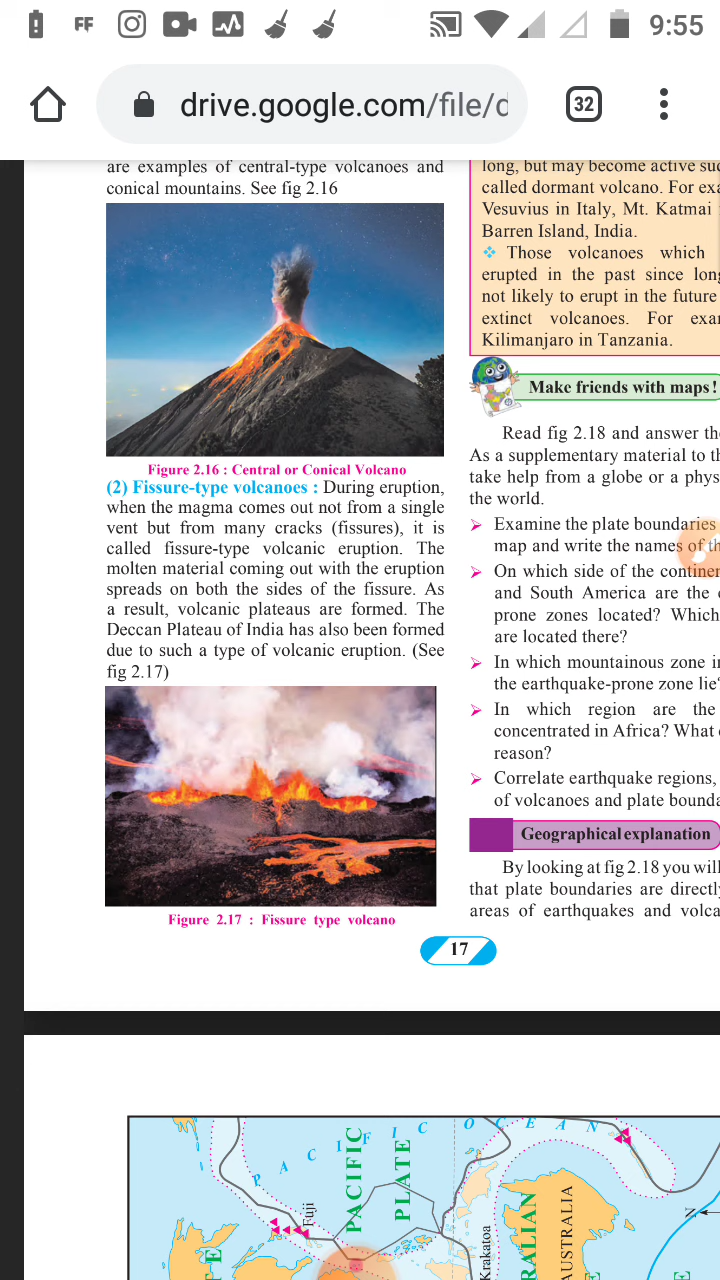 FF
9:55
drive.google.com/file/d
32
are examples of central-type volcanoes and
conical mountains. See fig 2.16
Figure 2.16 : Central or Conical Volcano
(2) Fissure-type volcanoes : During eruption,
when the magma comes out not from a single
vent but from many cracks (fissures), it is
called fissure-type volcanic eruption. The
molten material coming out with the eruption
spreads on both the sides of the fissure. As
a result, volcanic plateaus are formed. The
Deccan Plateau of India has also been formed
due to such a type of volcanic eruption. (See
fig 2.17)
Figure 2.17 : Fissure type volcano
long, but may become active
called dormant volcano. For
Vesuvius in Italy, Mt. Katmai
Barren Island, India.
❖ Those volcanoes which
erupted in the past since
not likely to erupt in the future
extinct volcanoes. For
Kilimanjaro in Tanzania.
Make friends with maps!
Read fig 2.18 and answer
As a supplementary material to
take help from a globe or a
the world.
➢ Examine the plate boundaries
map and write the names of
➢ On which side of the
and South America are the
prone zones located? Which
are located there?
➢ In which mountainous zone
the earthquake-prone zone lie
➢ In which region are the
concentrated in Africa? What
reason?
➢ Correlate earthquake regions,
of volcanoes and plate
Geographical explanation
By looking at fig 2.18 you will
that plate boundaries are
areas of earthquakes and
17
PACIFIC OCEAN
PACIFIC
PLATE
Fuji
Krakatoa
RALIAN
AUSTRALIA
N